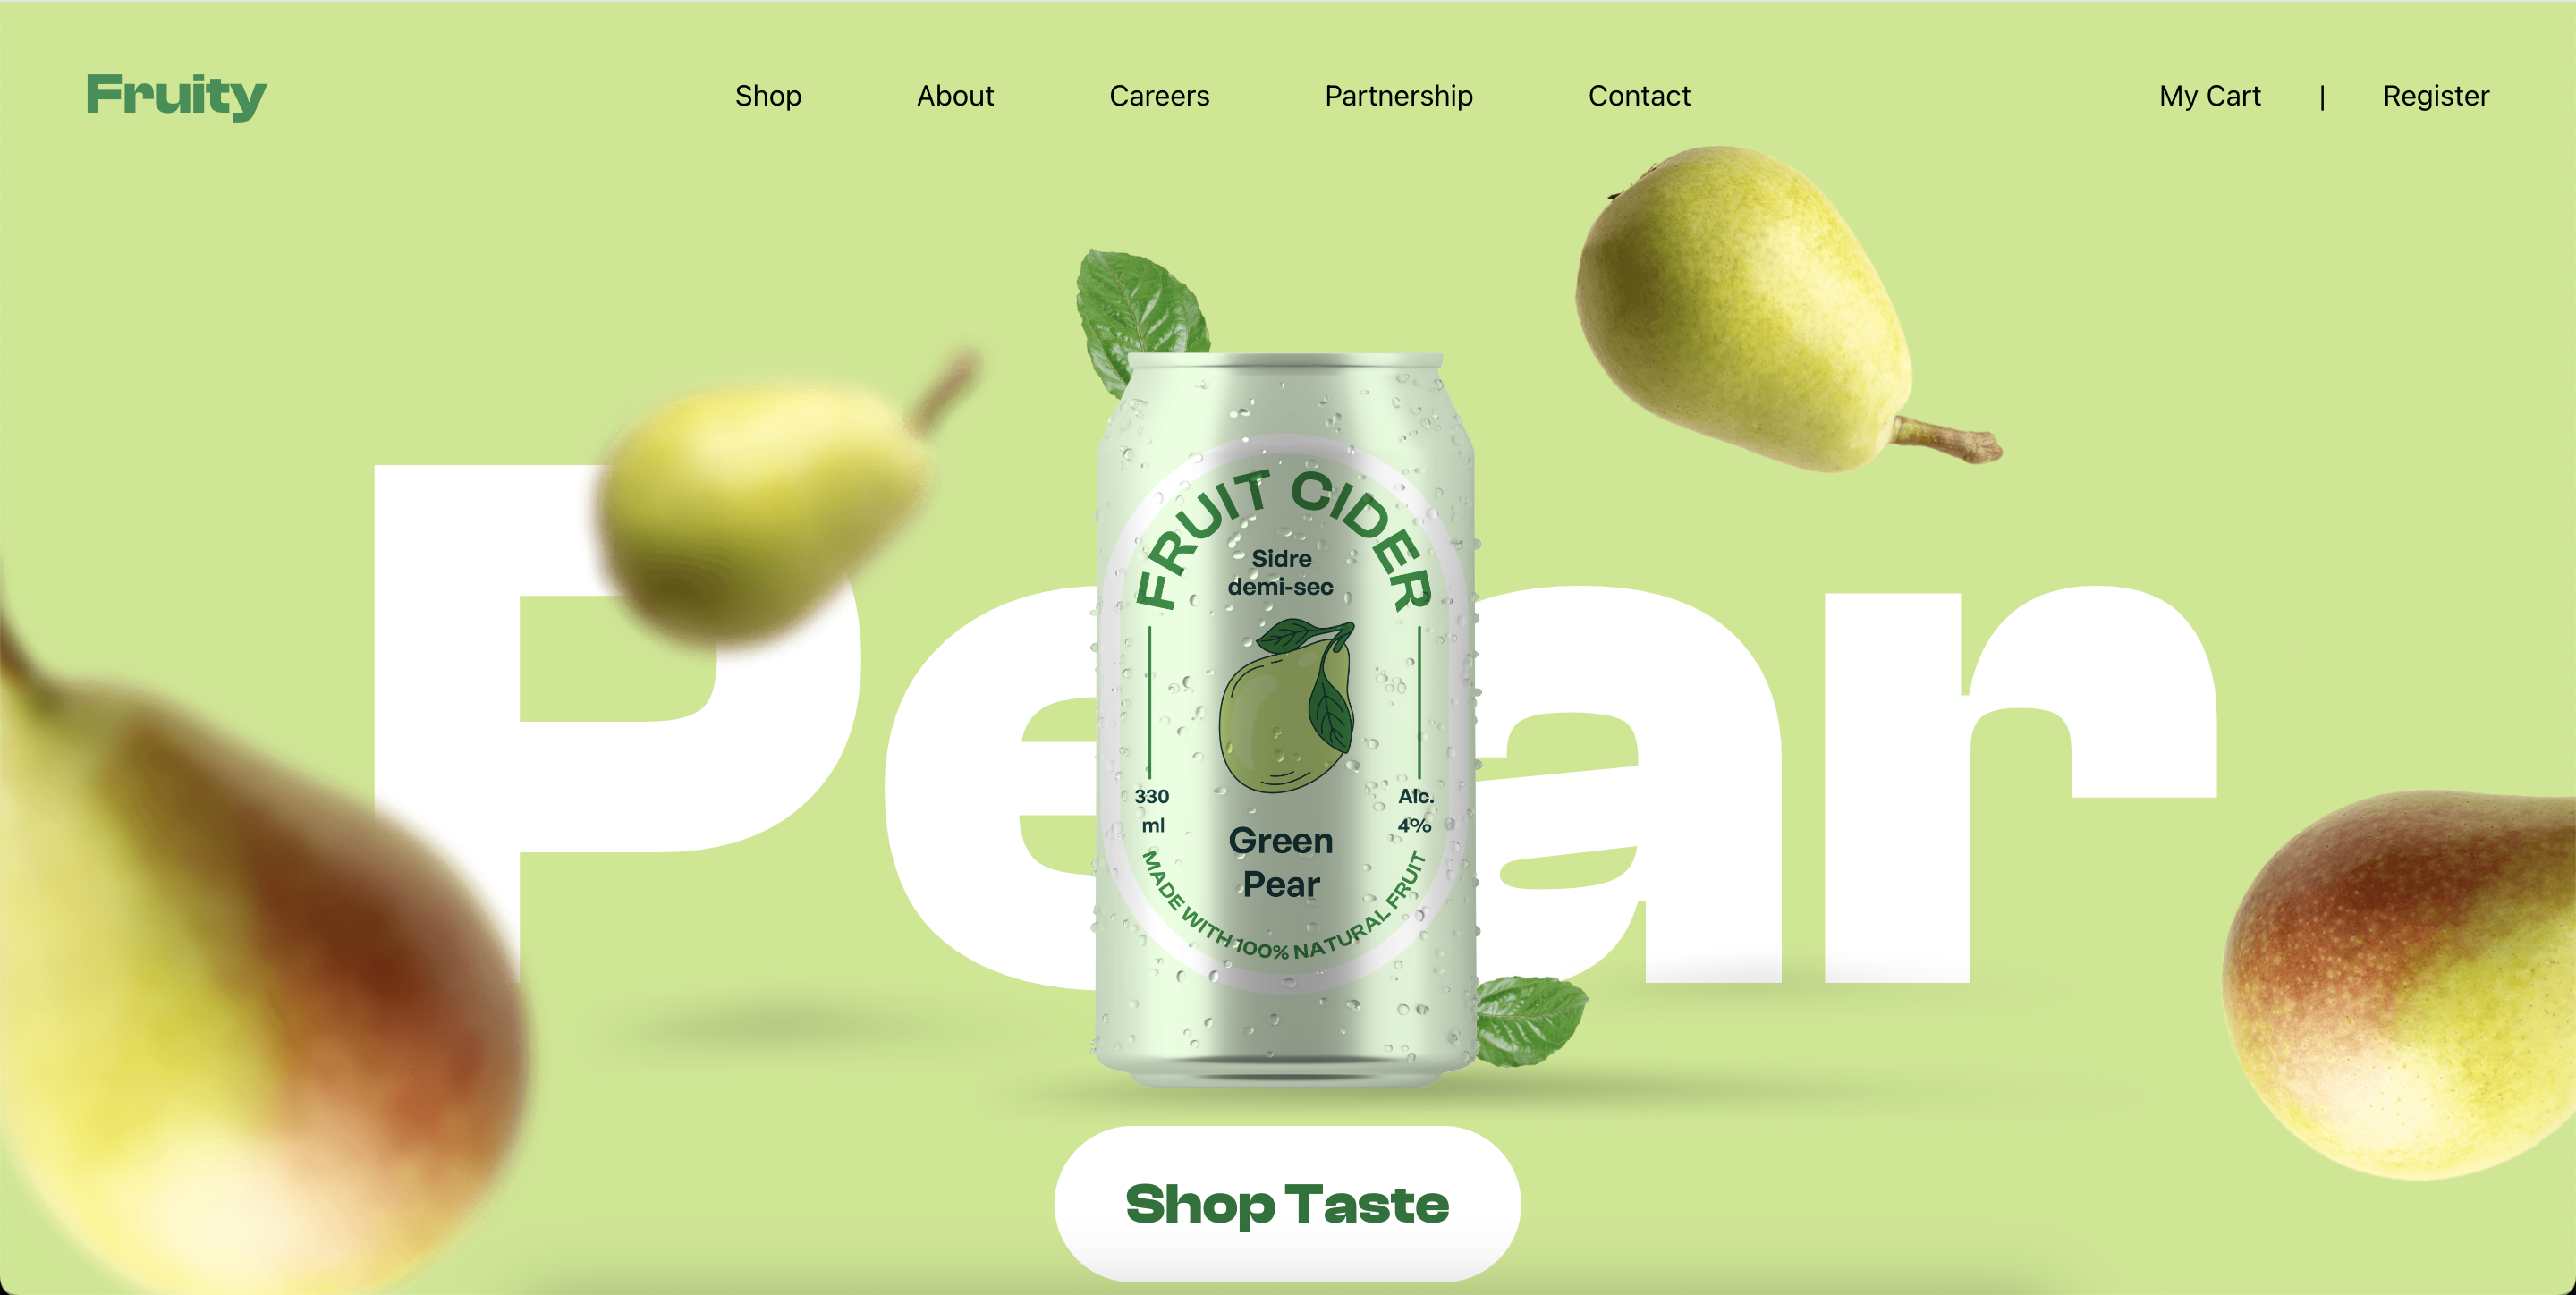 Fruity
Shop
About
Careers
Partnership
Contact
My Cart
|
Register
Pear
FRUIT CIDER
Sidre
demi-sec
330
ml
Alc.
4%
Green
Pear
MADE WITH 100% NATURAL FRUIT
Shop Taste